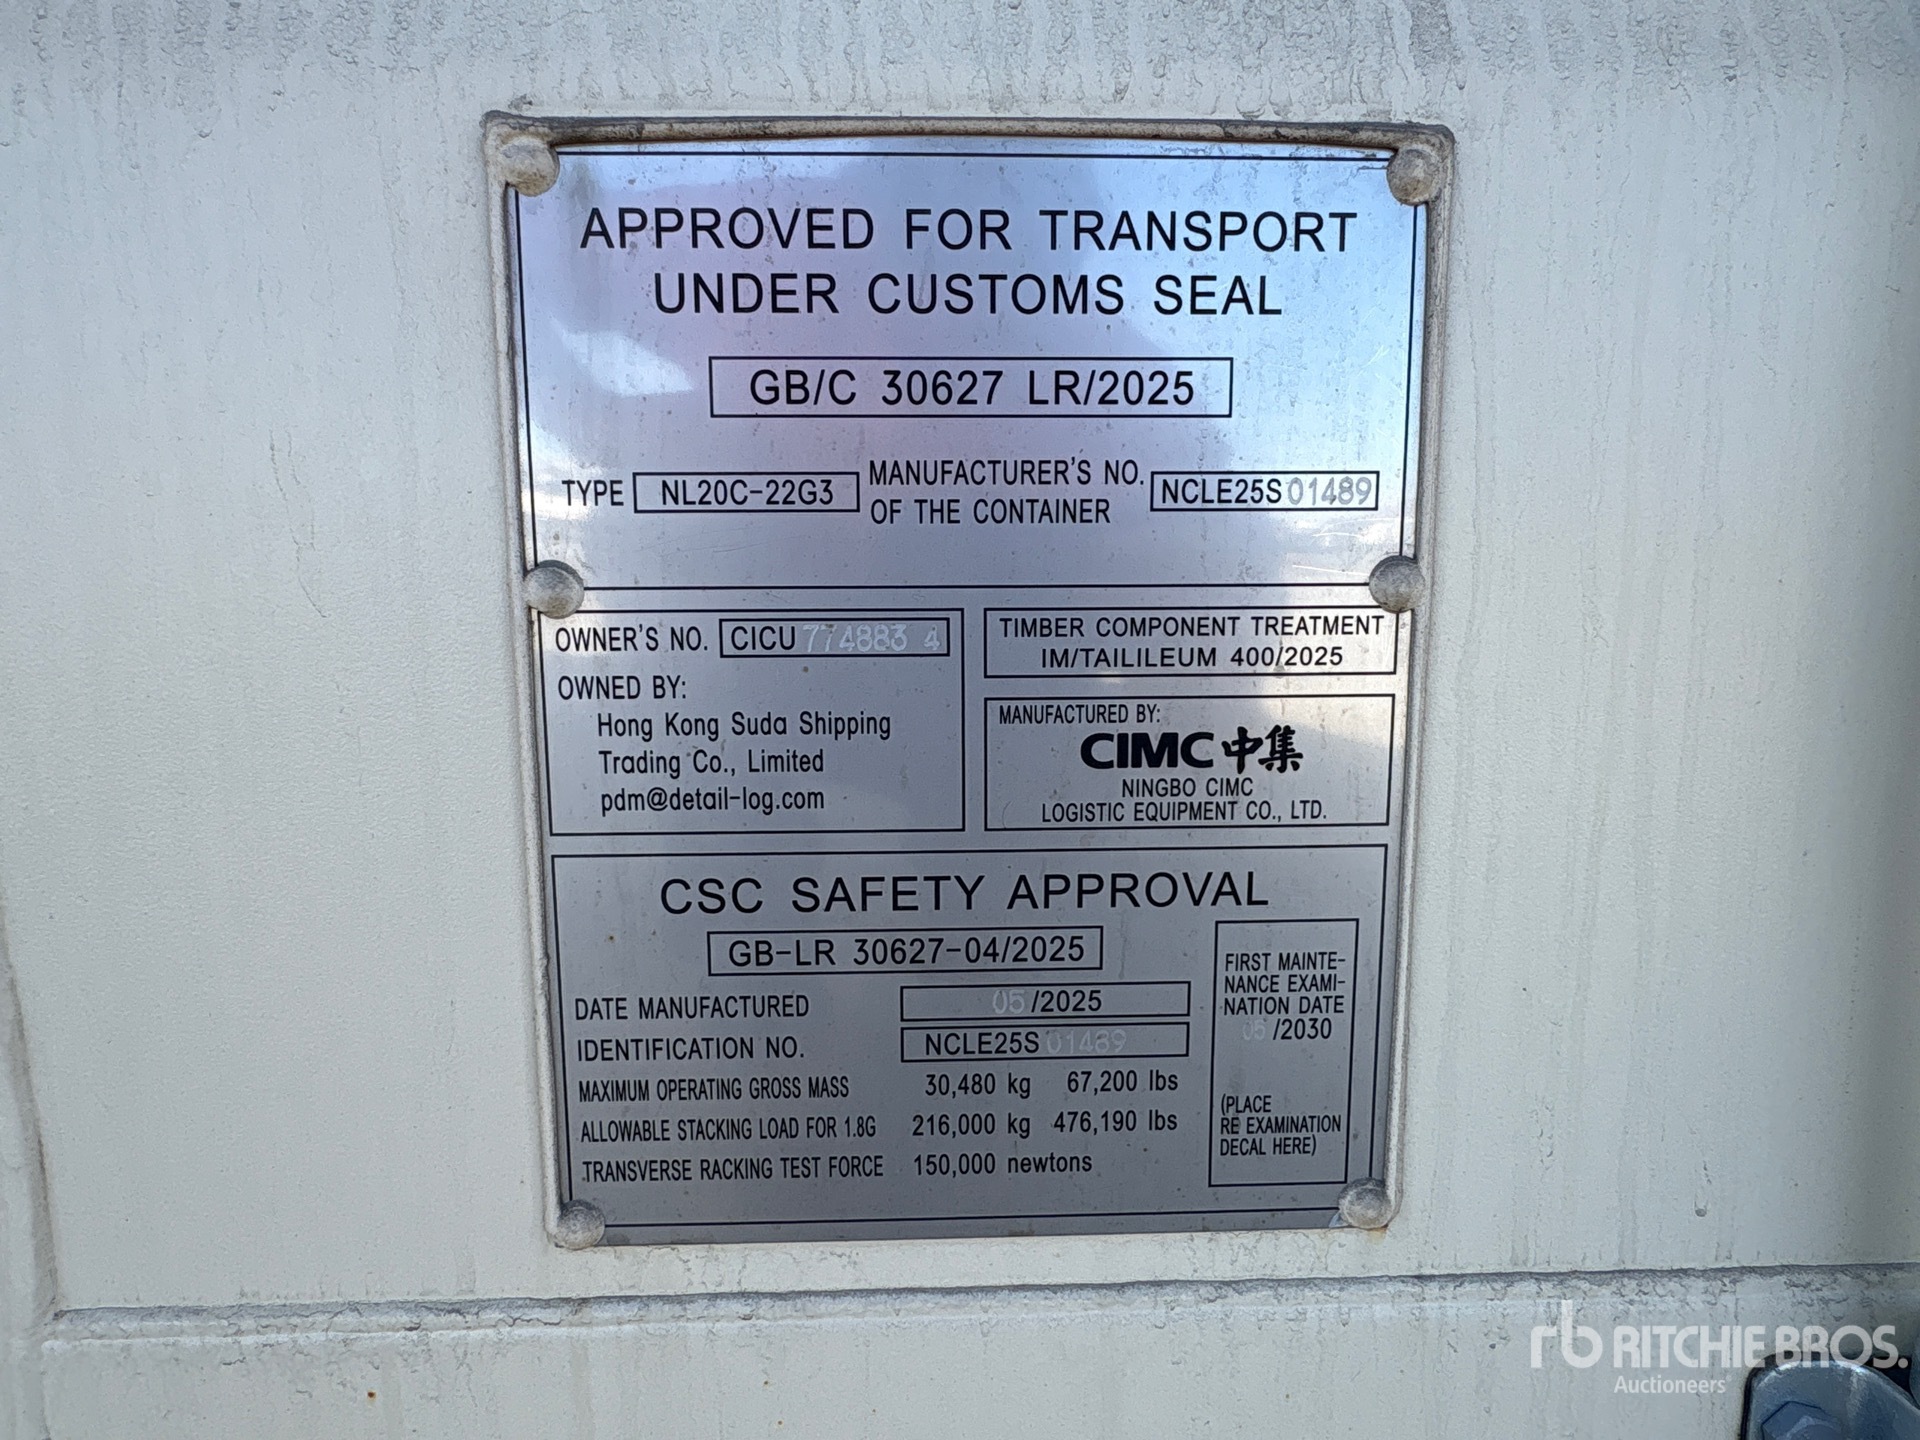 APPROVED FOR TRANSPORT
UNDER CUSTOMS SEAL
GB/C 30627 LR/2025
TYPE NL20C-22G3 MANUFACTURER'S NO. OF THE CONTAINER NCLE25S01489
OWNER'S NO. CICU 774883 4
OWNED BY:
Hong Kong Suda Shipping
Trading Co., Limited
pdm@detail-log.com
TIMBER COMPONENT TREATMENT
IM/TAILILEUM 400/2025
MANUFACTURED BY:
CIMC 中集
NINGBO CIMC
LOGISTIC EQUIPMENT CO., LTD.
CSC SAFETY APPROVAL
GB-LR 30627-04/2025
DATE MANUFACTURED 05/2025
IDENTIFICATION NO. NCLE25S01489
MAXIMUM OPERATING GROSS MASS 30,480 kg 67,200 lbs
ALLOWABLE STACKING LOAD FOR 1.8G 216,000 kg 476,190 lbs
TRANSVERSE RACKING TEST FORCE 150,000 newtons
FIRST MAINTE-
NANCE EXAMI-
NATION DATE
05/2030
(PLACE
RE EXAMINATION
DECAL HERE)
rb RITCHIE BROS.
Auctioneers